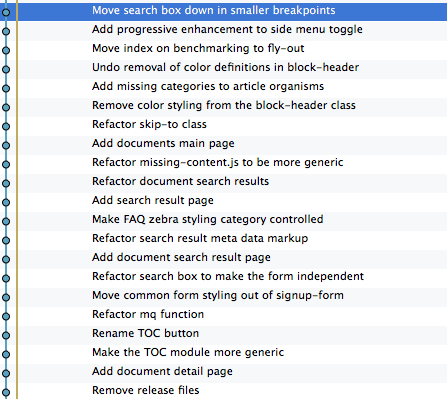 Move search box down in smaller breakpoints
Add progressive enhancement to side menu toggle
Move index on benchmarking to fly-out
Undo removal of color definitions in block-header
Add missing categories to article organisms
Remove color styling from the block-header class
Refactor skip-to class
Add documents main page
Refactor missing-content.js to be more generic
Refactor document search results
Add search result page
Make FAQ zebra styling category controlled
Refactor search result meta data markup
Add document search result page
Refactor search box to make the form independent
Move common form styling out of signup-form
Refactor mq function
Rename TOC button
Make the TOC module more generic
Add document detail page
Remove release files